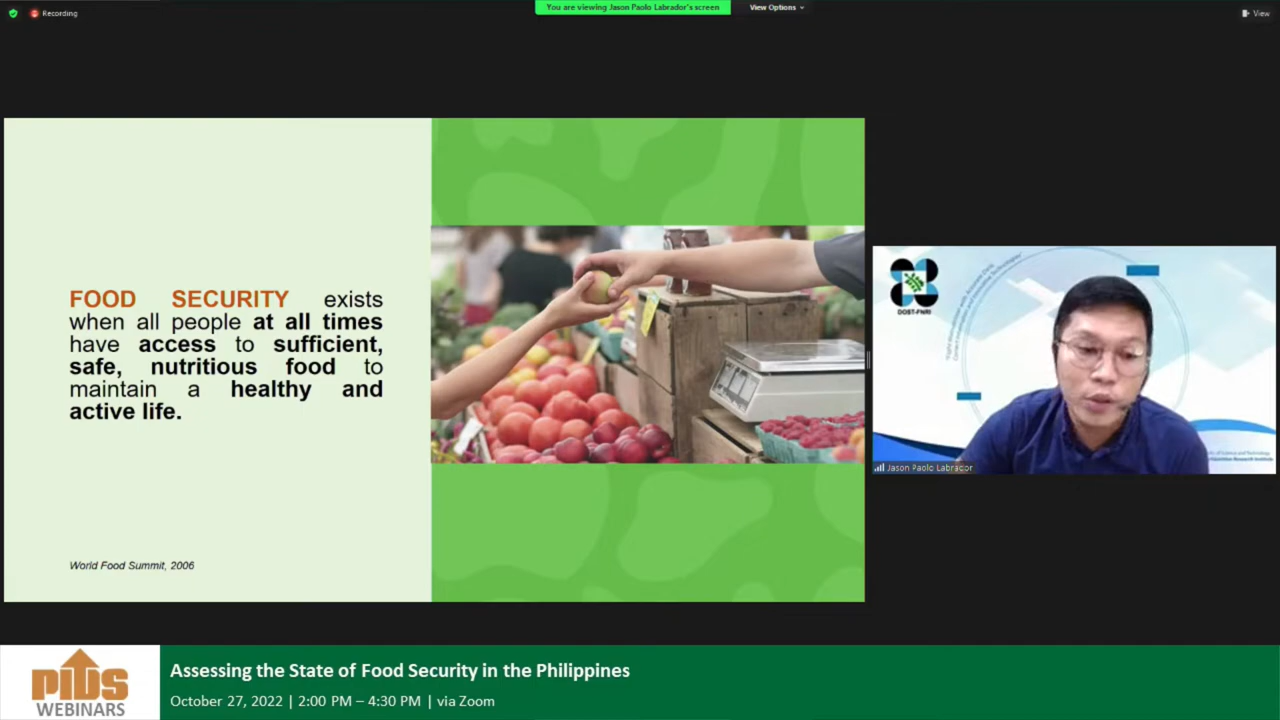 Recording
You are viewing Jason Paolo Labrador's screen
View Options
View
FOOD SECURITY exists
when all people at all times
have access to sufficient,
safe, nutritious food to
maintain a healthy and
active life.
World Food Summit, 2006
DOST-FNRI
Jason Paolo Labrador
PIDS
WEBINARS
Assessing the State of Food Security in the Philippines
October 27, 2022 | 2:00 PM – 4:30 PM | via Zoom